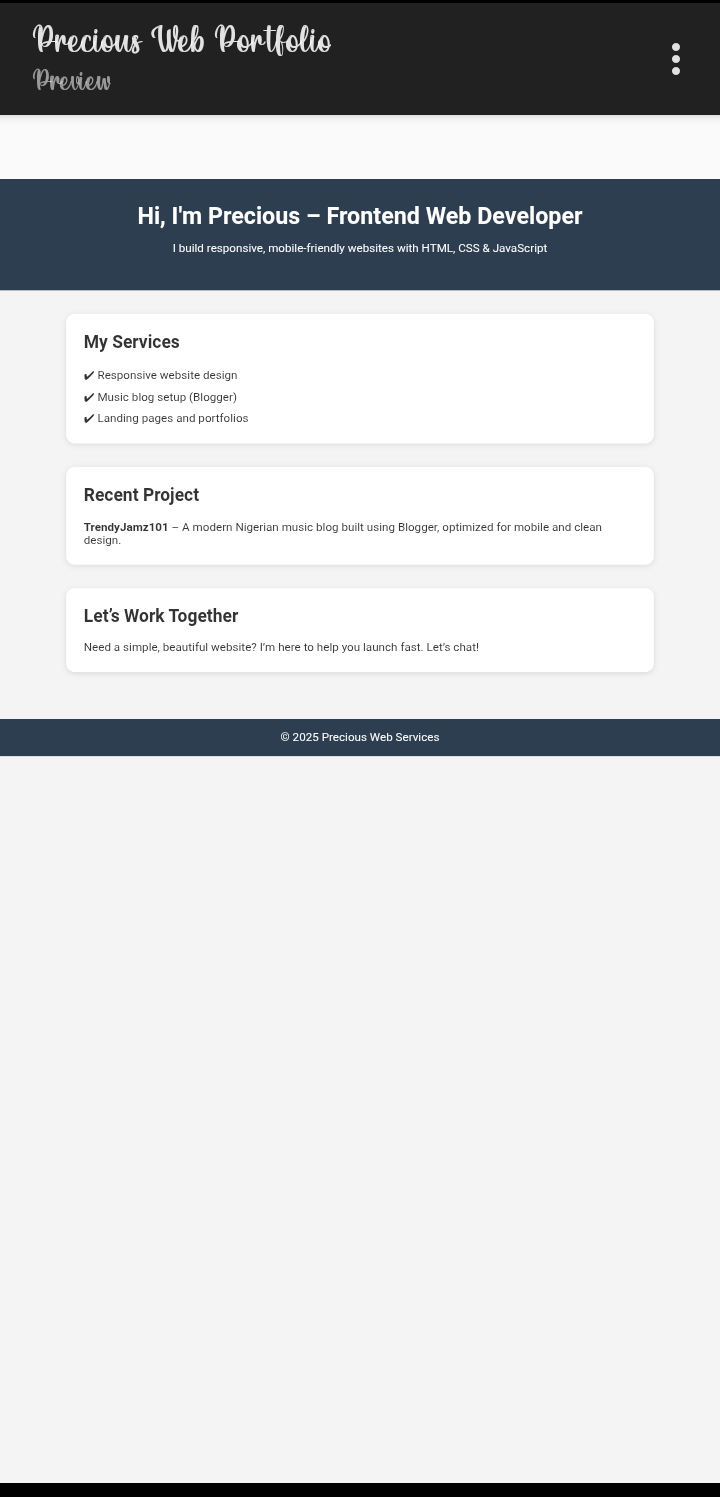 Precious Web Portfolio
Preview
Hi, I'm Precious – Frontend Web Developer
I build responsive, mobile-friendly websites with HTML, CSS & JavaScript
My Services
✔ Responsive website design
✔ Music blog setup (Blogger)
✔ Landing pages and portfolios
Recent Project
TrendyJamz101 – A modern Nigerian music blog built using Blogger, optimized for mobile and clean
design.
Let’s Work Together
Need a simple, beautiful website? I’m here to help you launch fast. Let’s chat!
© 2025 Precious Web Services